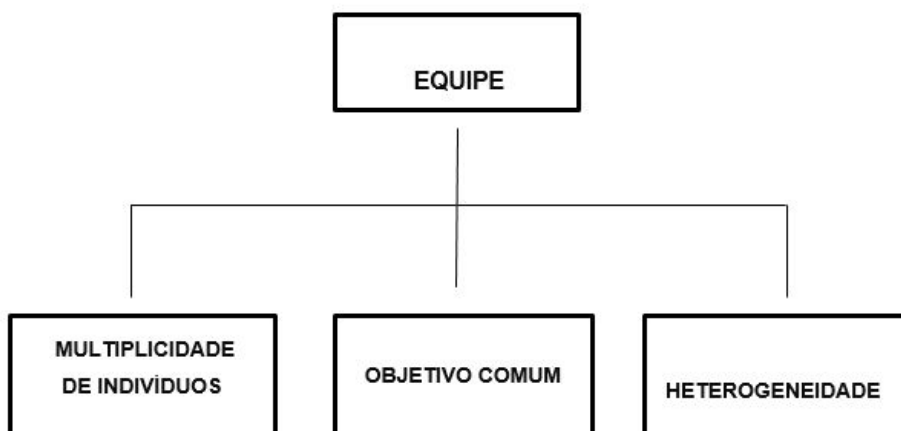 EQUIPE
MULTIPLICIDADE
DE INDIVÍDUOS
OBJETIVO COMUM
HETEROGENEIDADE